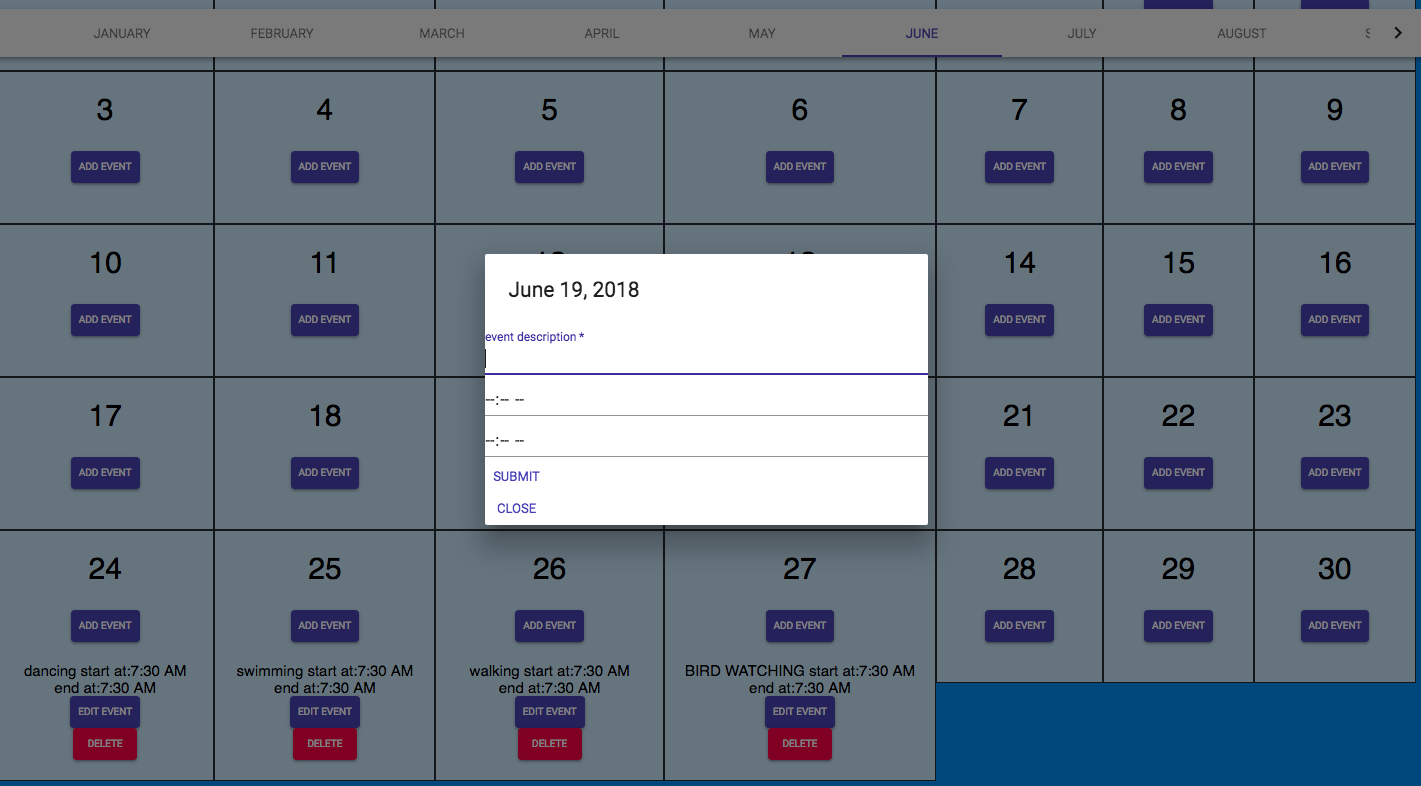 JANUARY FEBRUARY MARCH APRIL MAY JUNE JULY AUGUST
3 4 5 6 7 8 9
ADD EVENT ADD EVENT ADD EVENT ADD EVENT ADD EVENT ADD EVENT ADD EVENT
10 11 14 15 16
ADD EVENT ADD EVENT ADD EVENT ADD EVENT ADD EVENT
June 19, 2018
event description *
--:-- --
--:-- --
SUBMIT
CLOSE
17 18 21 22 23
ADD EVENT ADD EVENT ADD EVENT ADD EVENT ADD EVENT
24 25 26 27 28 29 30
ADD EVENT ADD EVENT ADD EVENT ADD EVENT ADD EVENT ADD EVENT ADD EVENT
dancing start at:7:30 AM swimming start at:7:30 AM walking start at:7:30 AM BIRD WATCHING start at:7:30 AM
end at:7:30 AM end at:7:30 AM end at:7:30 AM end at:7:30 AM
EDIT EVENT EDIT EVENT EDIT EVENT EDIT EVENT
DELETE DELETE DELETE DELETE